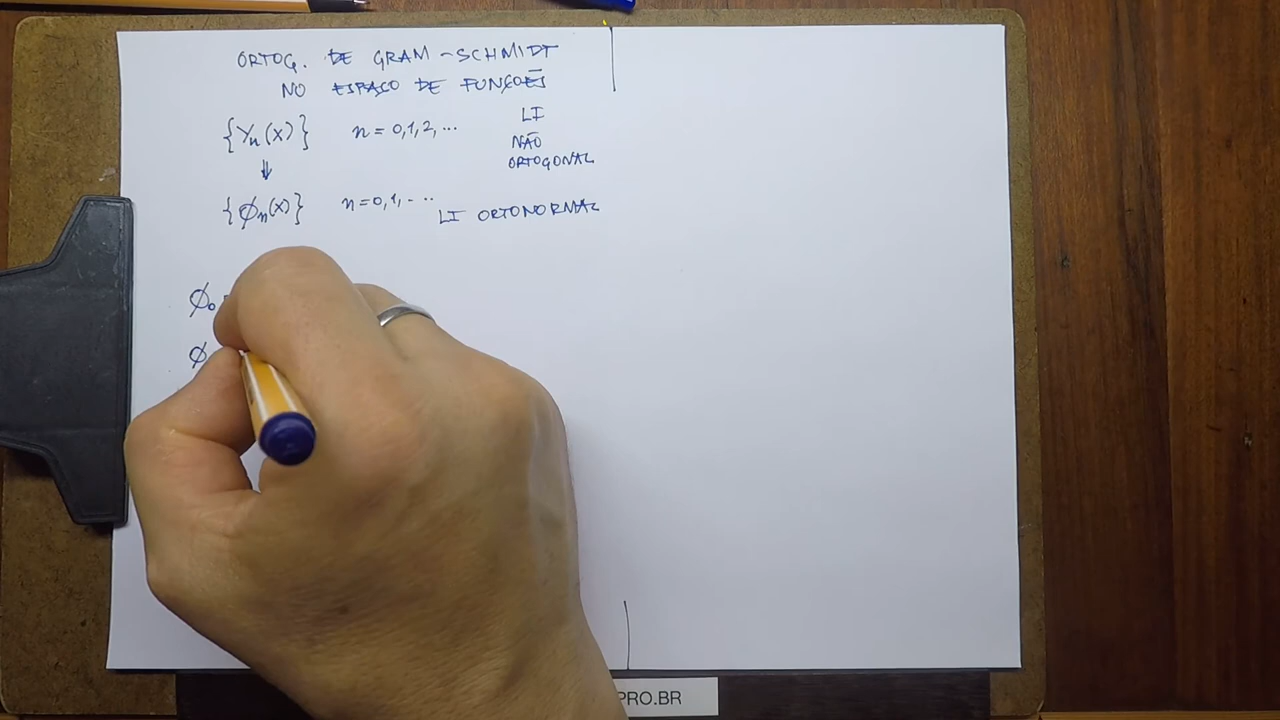 ORTOG. DE GRAM-SCHMIDT
NO ESPAÇO DE FUNÇÕES
{Yₙ(x)} n = 0,1,2,... LI
NÃO
ORTOGONAL
⇓
{ϕₙ(x)} n=0,1,... LI ORTONORMAL
ϕ₀
ϕ
PRO.BR